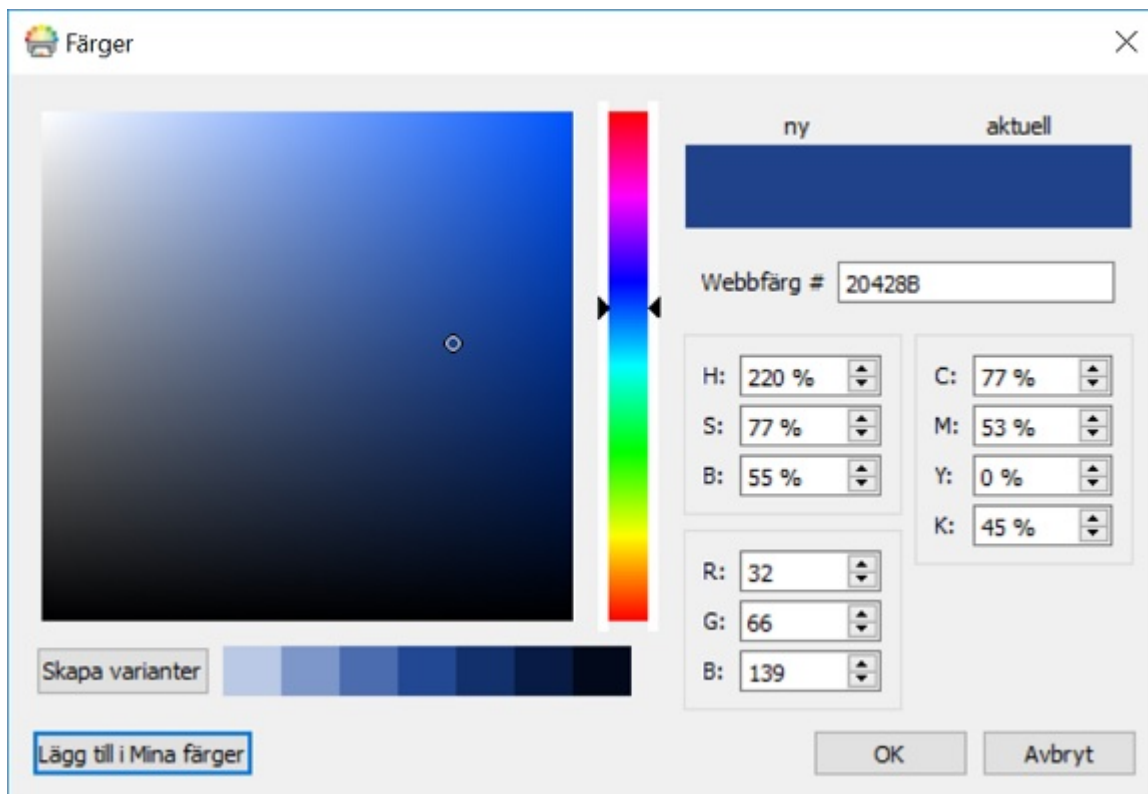 Färger
ny aktuell
Webbfärg # 20428B
H: 220 % C: 77 %
S: 77 % M: 53 %
B: 55 % Y: 0 %
K: 45 %
R: 32
G: 66
B: 139
Skapa varianter
Lägg till i Mina färger OK Avbryt